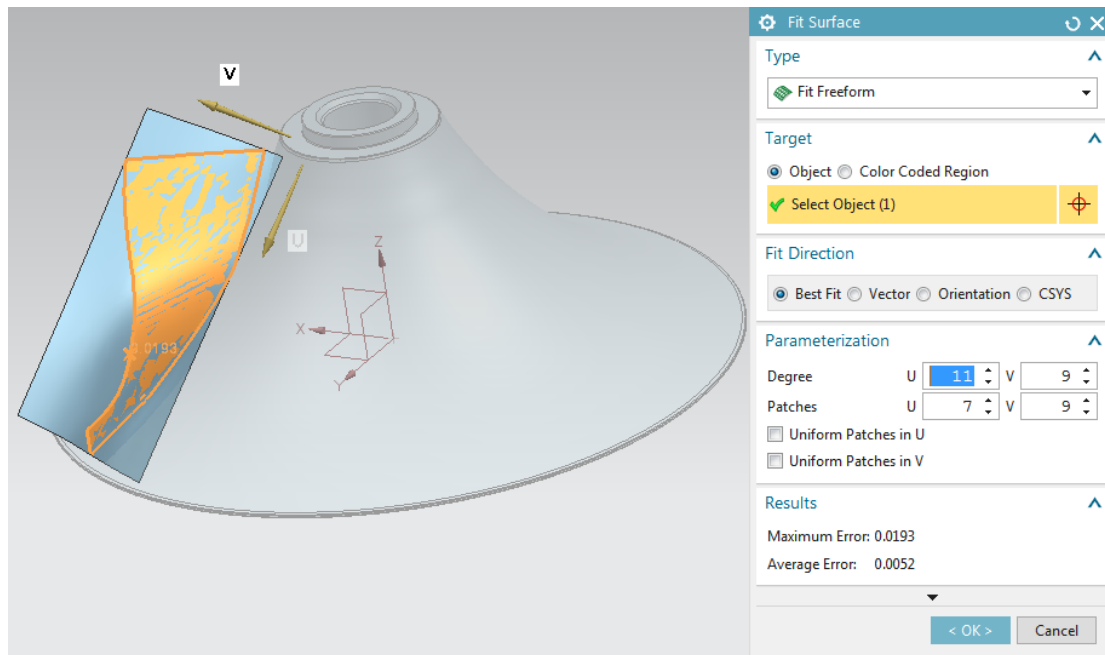 V
U
Z
X
Y
0.0193
Fit Surface
Type
Fit Freeform
Target
Object Color Coded Region
Select Object (1)
Fit Direction
Best Fit Vector Orientation CSYS
Parameterization
Degree U 11 V 9
Patches U 7 V 9
Uniform Patches in U
Uniform Patches in V
Results
Maximum Error: 0.0193
Average Error: 0.0052
< OK > Cancel